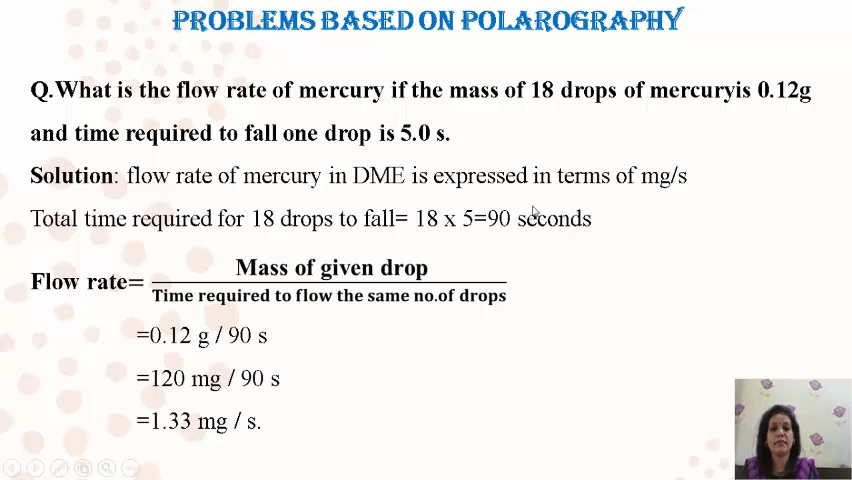 PROBLEMS BASED ON POLAROGRAPHY
Q.What is the flow rate of mercury if the mass of 18 drops of mercuryis 0.12g
and time required to fall one drop is 5.0 s.
Solution: flow rate of mercury in DME is expressed in terms of mg/s
Total time required for 18 drops to fall= 18 x 5=90 seconds
Flow rate= Mass of given drop
Time required to flow the same no.of drops
=0.12 g / 90 s
=120 mg / 90 s
=1.33 mg / s.